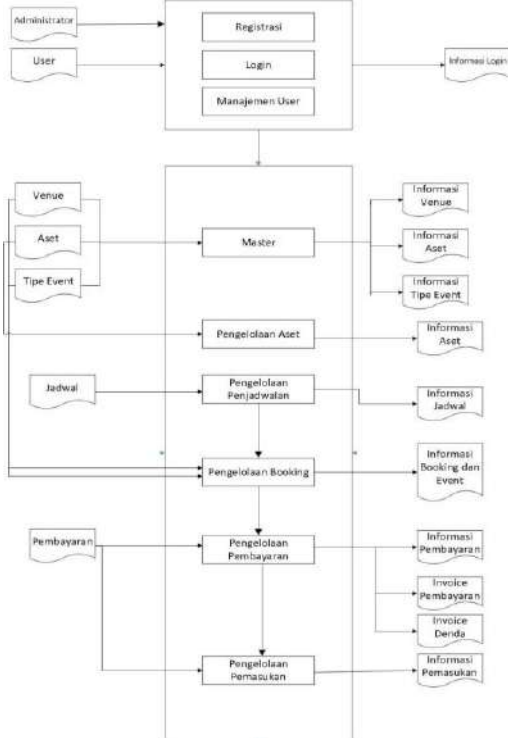 Administrator
Registrasi
User
Login
Informasi Login
Manajemen User
Venue
Informasi
Venue
Aset
Master
Informasi
Aset
Tipe Event
Informasi
Tipe Event
Pengelolaan Aset
Informasi
Aset
Jadwal
Pengelolaan
Penjadwalan
Informasi
Jadwal
Pengelolaan Booking
Informasi
Booking dan
Event
Pembayaran
Pengelolaan
Pembayaran
Informasi
Pembayaran
Invoice
Pembayaran
Invoice
Denda
Pengelolaan
Pemasukan
Informasi
Pemasukan